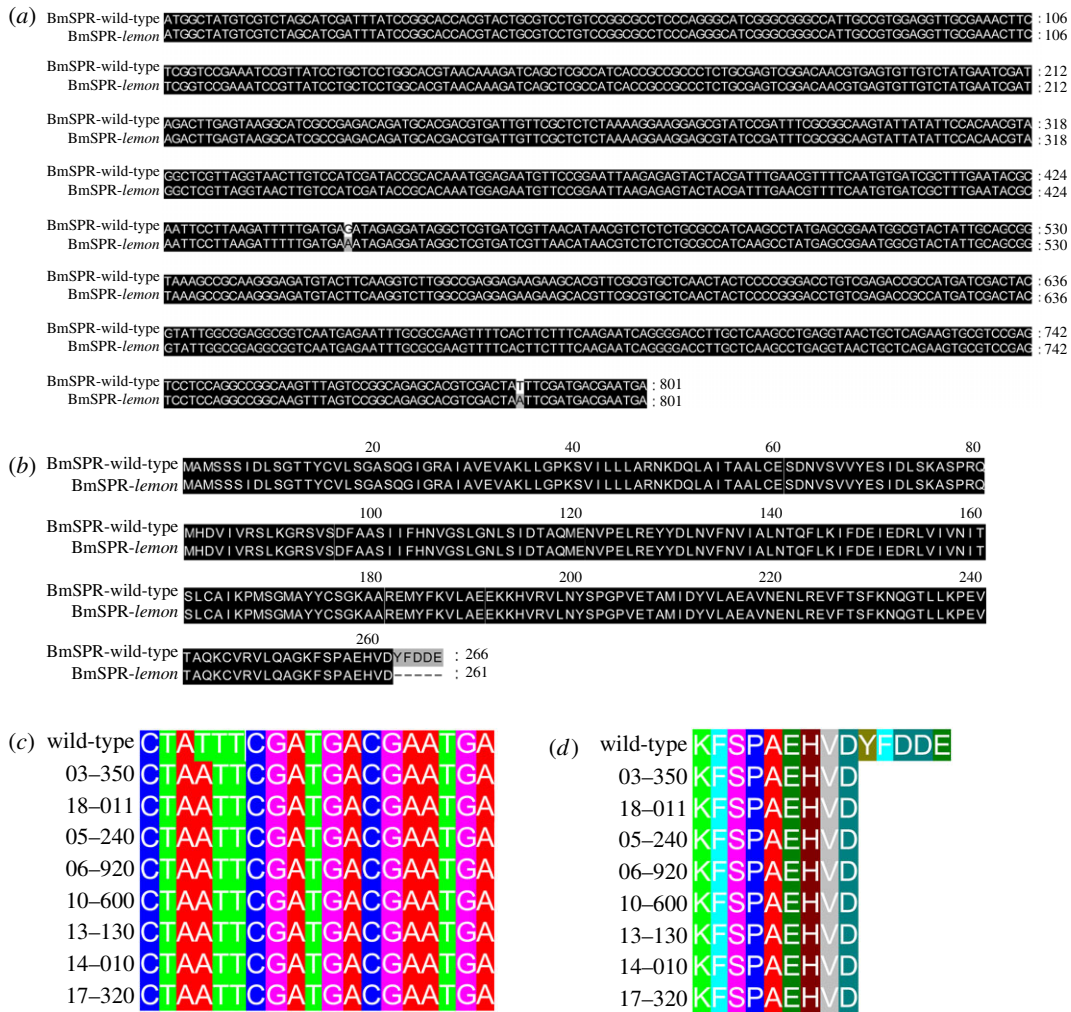 (a)
BmSPR-wild-type ATGGCTATGTCGTCTAGCATCGATTTATCCGGCACCACGTACTGCGTCCTGTCCGGCGCCTCCCAGGGCATCGGGCGGGCCATTGCCGTGGAGGTTGCGAAACTTC : 106
BmSPR-lemon ATGGCTATGTCGTCTAGCATCGATTTATCCGGCACCACGTACTGCGTCCTGTCCGGCGCCTCCCAGGGCATCGGGCGGGCCATTGCCGTGGAGGTTGCGAAACTTC : 106
BmSPR-wild-type TCGGTCCGAAATCCGTTATCCTGCTCCTGGCACGTAACAAAGATCAGCTCGCCATCACCGCCGCCCTCTGCGAGTCGGACAACGTGAGTGTTGTCTATGAATCGAT : 212
BmSPR-lemon TCGGTCCGAAATCCGTTATCCTGCTCCTGGCACGTAACAAAGATCAGCTCGCCATCACCGCCGCCCTCTGCGAGTCGGACAACGTGAGTGTTGTCTATGAATCGAT : 212
BmSPR-wild-type AGACTTGAGTAAGGCATCGCCGAGACAGATGCACGACGTGATTGTTCGCTCTCTAAAAGGAAGGAGCGTATCCGATTTCGCGGCAAGTATTATATTCCACAACGTA : 318
BmSPR-lemon AGACTTGAGTAAGGCATCGCCGAGACAGATGCACGACGTGATTGTTCGCTCTCTAAAAGGAAGGAGCGTATCCGATTTCGCGGCAAGTATTATATTCCACAACGTA : 318
BmSPR-wild-type GGCTCGTTAGGTAACTTGTCCATCGATACCGCACAAATGGAGAATGTTCCGGAATTAAGAGAGTACTACGATTTGAACGTTTTCAATGTGATCGCTTTGAATACGC : 424
BmSPR-lemon GGCTCGTTAGGTAACTTGTCCATCGATACCGCACAAATGGAGAATGTTCCGGAATTAAGAGAGTACTACGATTTGAACGTTTTCAATGTGATCGCTTTGAATACGC : 424
BmSPR-wild-type AATTCCTTAAGATTTTTGATGAGATAGAGGATAGGCTCGTGATCGTTAACATAACGTCTCTCTGCGCCATCAAGCCTATGAGCGGAATGGCGTACTATTGCAGCGG : 530
BmSPR-lemon AATTCCTTAAGATTTTTGATGAAATAGAGGATAGGCTCGTGATCGTTAACATAACGTCTCTCTGCGCCATCAAGCCTATGAGCGGAATGGCGTACTATTGCAGCGG : 530
BmSPR-wild-type TAAAGCCGCAAGGGAGATGTACTTCAAGGTCTTGGCCGAGGAGAAGAAGCACGTTCGCGTGCTCAACTACTCCCCGGGACCTGTCGAGACCGCCATGATCGACTAC : 636
BmSPR-lemon TAAAGCCGCAAGGGAGATGTACTTCAAGGTCTTGGCCGAGGAGAAGAAGCACGTTCGCGTGCTCAACTACTCCCCGGGACCTGTCGAGACCGCCATGATCGACTAC : 636
BmSPR-wild-type GTATTGGCGGAGGCGGTCAATGAGAATTTGCGCGAAGTTTTCACTTCTTTCAAGAATCAGGGGACCTTGCTCAAGCCTGAGGTAACTGCTCAGAAGTGCGTCCGAG : 742
BmSPR-lemon GTATTGGCGGAGGCGGTCAATGAGAATTTGCGCGAAGTTTTCACTTCTTTCAAGAATCAGGGGACCTTGCTCAAGCCTGAGGTAACTGCTCAGAAGTGCGTCCGAG : 742
BmSPR-wild-type TCCTCCAGGCCGGCAAGTTTAGTCCGGCAGAGCACGTCGACTATTTCGATGACGAATGA : 801
BmSPR-lemon TCCTCCAGGCCGGCAAGTTTAGTCCGGCAGAGCACGTCGACTAATTCGATGACGAATGA : 801
(b)
20 40 60 80
BmSPR-wild-type MAMSSSIDLSGTTYCVLSGASQGIGRAIAVEVAKLLGPKSVILLLARNKDQLAITAALCESDNVSVVYESIDLSKASPRQ
BmSPR-lemon MAMSSSIDLSGTTYCVLSGASQGIGRAIAVEVAKLLGPKSVILLLARNKDQLAITAALCESDNVSVVYESIDLSKASPRQ
100 120 140 160
BmSPR-wild-type MHDVIVRSLKGRSVSDFAASIIFHNVGSLGNLSIDTAQMENVPELREYYDLNVFNVIALNTQFLKIFDEIEDRLVIVNIT
BmSPR-lemon MHDVIVRSLKGRSVSDFAASIIFHNVGSLGNLSIDTAQMENVPELREYYDLNVFNVIALNTQFLKIFDEIEDRLVIVNIT
180 200 220 240
BmSPR-wild-type SLCAIKPMSGMAYYCSGKAAREMYFKVLAEEKKHVRVLNYSPGPVETAMIDYVLAEAVNENLREVFTSFKNQGTLLKPEV
BmSPR-lemon SLCAIKPMSGMAYYCSGKAAREMYFKVLAEEKKHVRVLNYSPGPVETAMIDYVLAEAVNENLREVFTSFKNQGTLLKPEV
260
BmSPR-wild-type TAQKCVRVLQAGKFSPAEHVDYFDDE : 266
BmSPR-lemon TAQKCVRVLQAGKFSPAEHVD----- : 261
(c)
wild-type CTATTTCGATGACGAATGA
03–350 CTAATTCGATGACGAATGA
18–011 CTAATTCGATGACGAATGA
05–240 CTAATTCGATGACGAATGA
06–920 CTAATTCGATGACGAATGA
10–600 CTAATTCGATGACGAATGA
13–130 CTAATTCGATGACGAATGA
14–010 CTAATTCGATGACGAATGA
17–320 CTAATTCGATGACGAATGA
(d)
wild-type KFSPAEHVDYFDDE
03–350 KFSPAEHVD
18–011 KFSPAEHVD
05–240 KFSPAEHVD
06–920 KFSPAEHVD
10–600 KFSPAEHVD
13–130 KFSPAEHVD
14–010 KFSPAEHVD
17–320 KFSPAEHVD